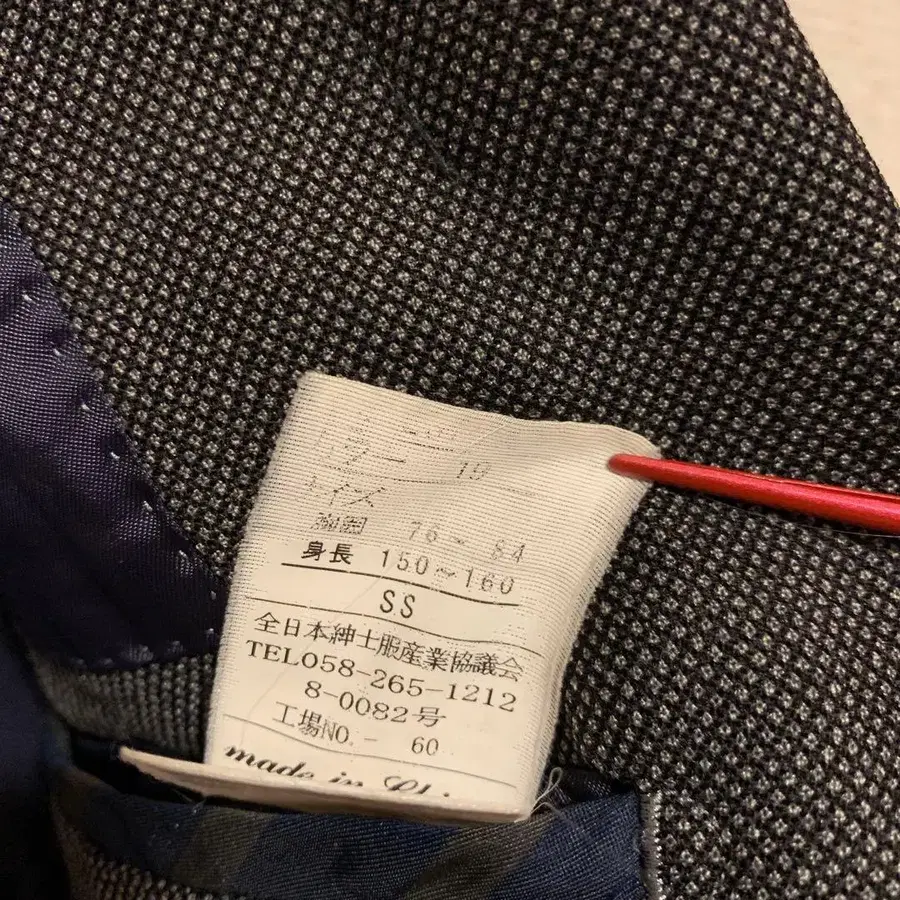 カラー 19
サイズ
胸囲 76～84
身長 150～160
SS
全日本紳士服産業協議会
TEL058-265-1212
8-0082号
工場NO.- 60
made in